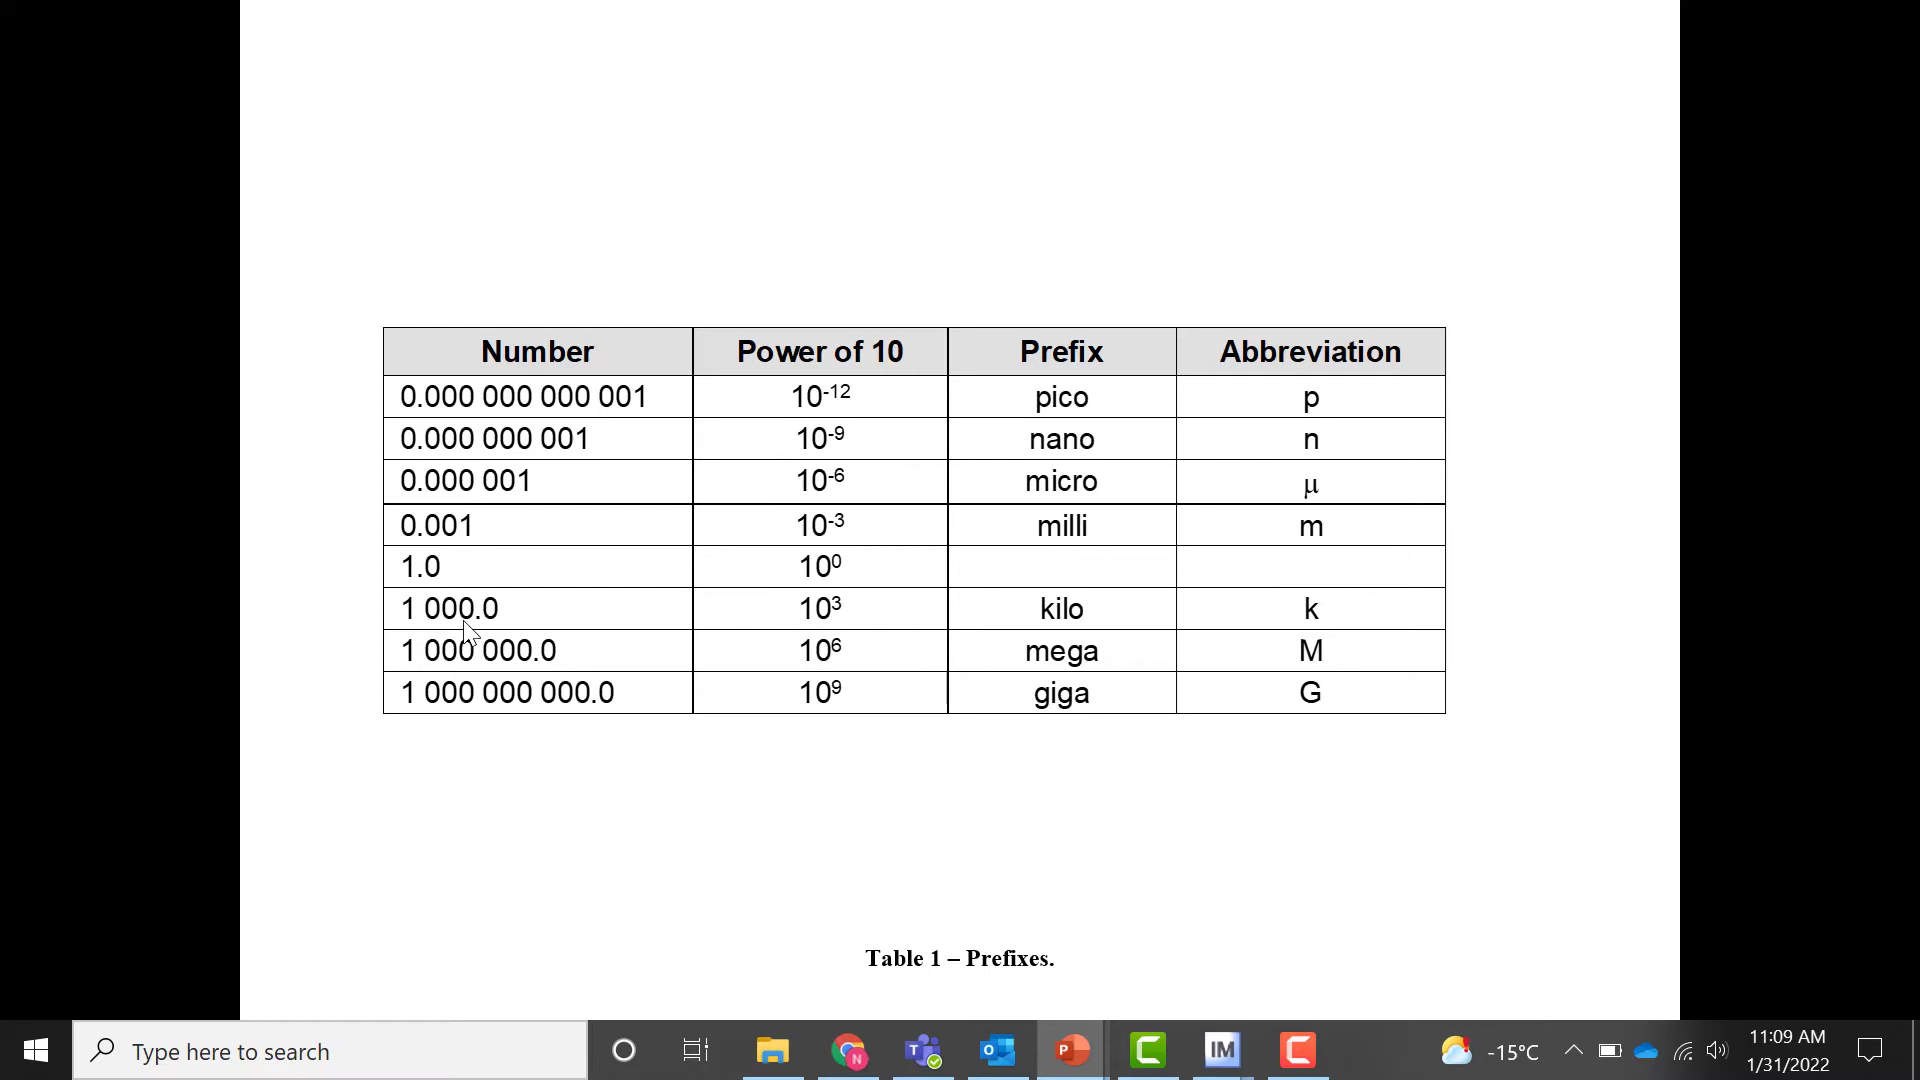 Number Power of 10 Prefix Abbreviation
0.000 000 000 001 10-12 pico p
0.000 000 001 10-9 nano n
0.000 001 10-6 micro μ
0.001 10-3 milli m
1.0 100
1 000.0 103 kilo k
1 000 000.0 106 mega M
1 000 000 000.0 109 giga G
Table 1 – Prefixes.
Type here to search
N
T
O
P
C
IM
C
-15°C
11:09 AM
1/31/2022